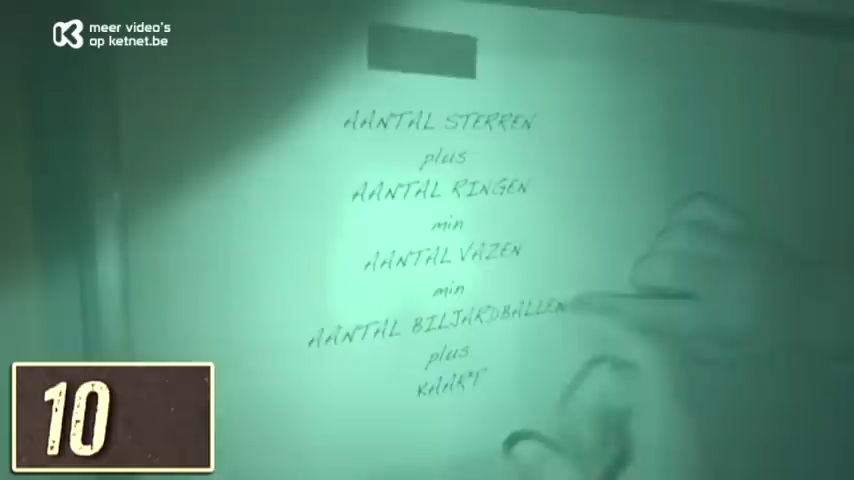 meer video's
op ketnet.be
AANTAL STERREN
plus
AANTAL RINGEN
min
AANTAL VAZEN
min
AANTAL BILJARDBALLEN
plus
KAART
10